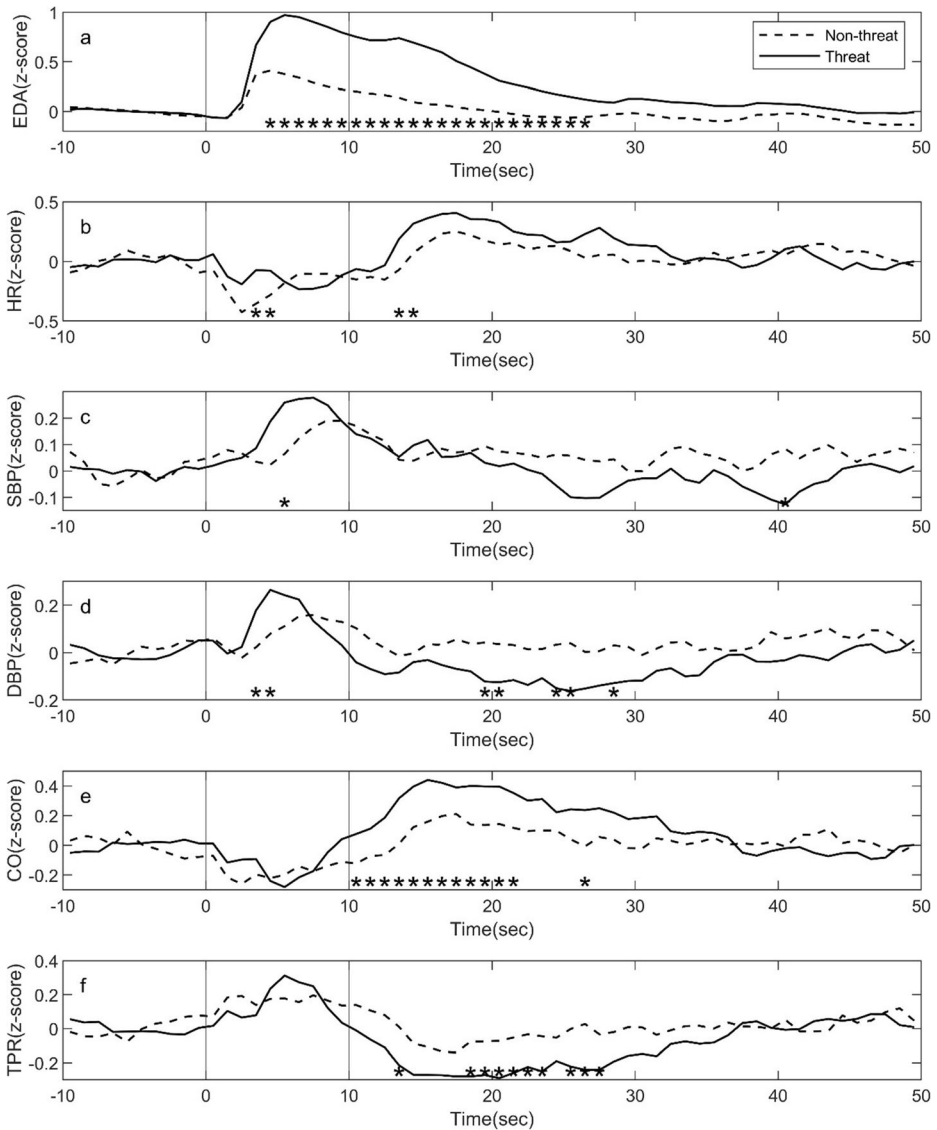 a
Non-threat
Threat
EDA(z-score)
1
0.5
0
-10 0 10 20 30 40 50
Time(sec)
b
HR(z-score)
0.5
0
-0.5
-10 0 10 20 30 40 50
Time(sec)
c
SBP(z-score)
0.2
0.1
0
-0.1
-10 0 10 20 30 40 50
Time(sec)
d
DBP(z-score)
0.2
0
-0.2
-10 0 10 20 30 40 50
Time(sec)
e
CO(z-score)
0.4
0.2
0
-0.2
-10 0 10 20 30 40 50
Time(sec)
f
TPR(z-score)
0.4
0.2
0
-0.2
-10 0 10 20 30 40 50
Time(sec)